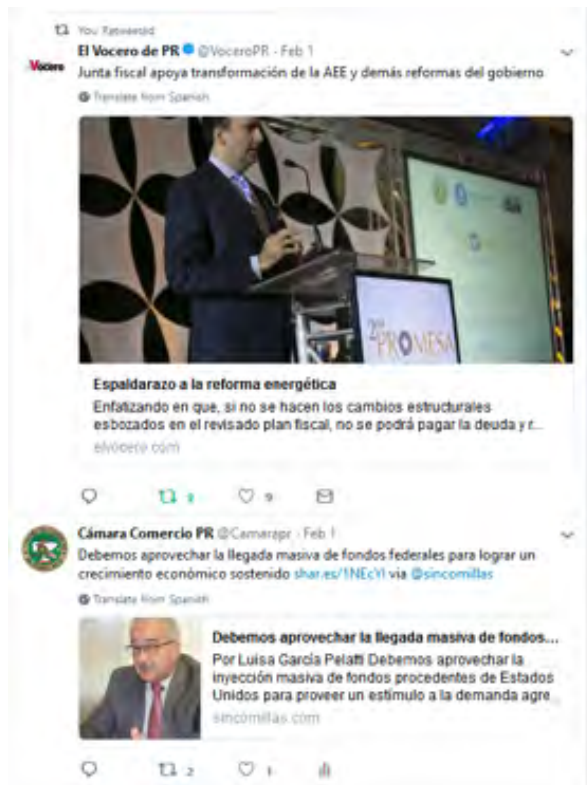 You Retweeted
El Vocero de PR @VoceroPR - Feb 1
Vocero
Junta fiscal apoya transformación de la AEE y demás reformas del gobierno
Translate from Spanish
2do
PROMESA
Espaldarazo a la reforma energética
Enfatizando en que, si no se hacen los cambios estructurales
esbozados en el revisado plan fiscal, no se podrá pagar la deuda y r...
elvocero.com
9
9
Cámara Comercio PR @Camarapr - Feb 1
Debemos aprovechar la llegada masiva de fondos federales para lograr un
crecimiento económico sostenido shar.es/1NEcYl via @sincomillas
Translate from Spanish
Debemos aprovechar la llegada masiva de fondos...
Por Luisa García Pelatti Debemos aprovechar la
inyección masiva de fondos procedentes de Estados
Unidos para proveer un estímulo a la demanda agre
sincomillas.com
2
1